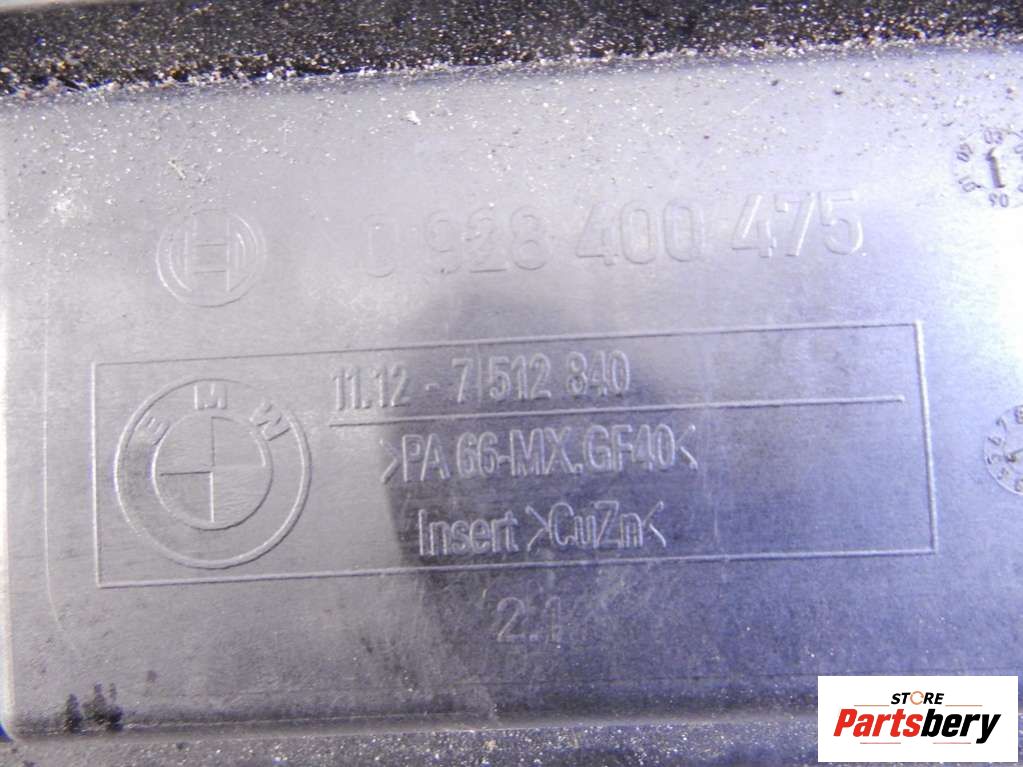 0 928 400 475
BMW
11.12 - 7 512 840
>PA 66-MX.GF40<
Insert >CuZn<
2.1
STORE
Partsbery